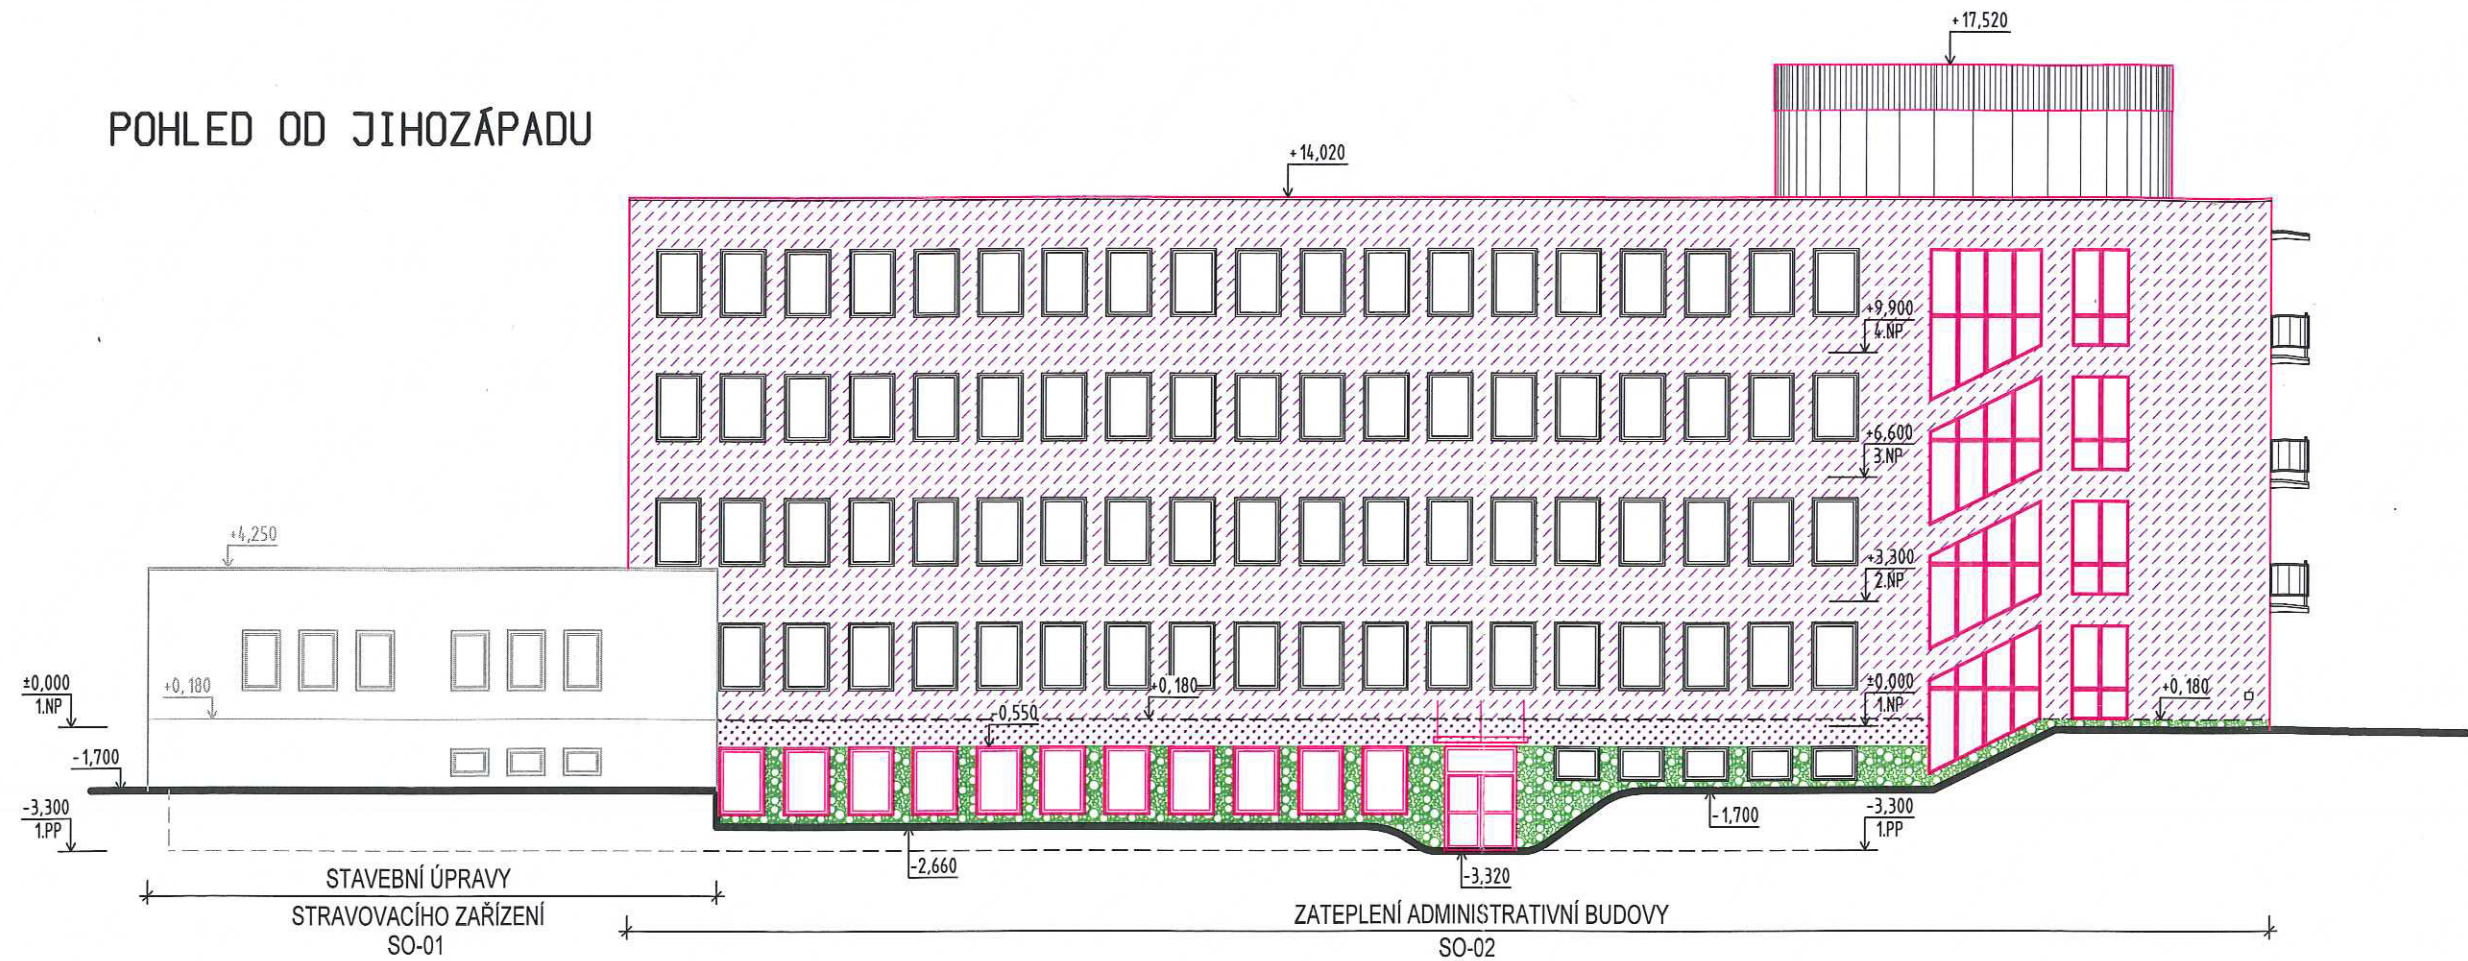 +17,520
POHLED OD JIHOZÁPADU
+14,020
+9,900
4.NP
+6,600
3.NP
+4,250
+3,300
2.NP
±0,000
1.NP
+0,180
+0,180
±0,000
1.NP
+0,180
-0,550
-1,700
-3,300
1.PP
-1,700
-3,300
1.PP
-2,660
-3,320
STAVEBNÍ ÚPRAVY
STRAVOVACÍHO ZAŘÍZENÍ
SO-01
ZATEPLENÍ ADMINISTRATIVNÍ BUDOVY
SO-02